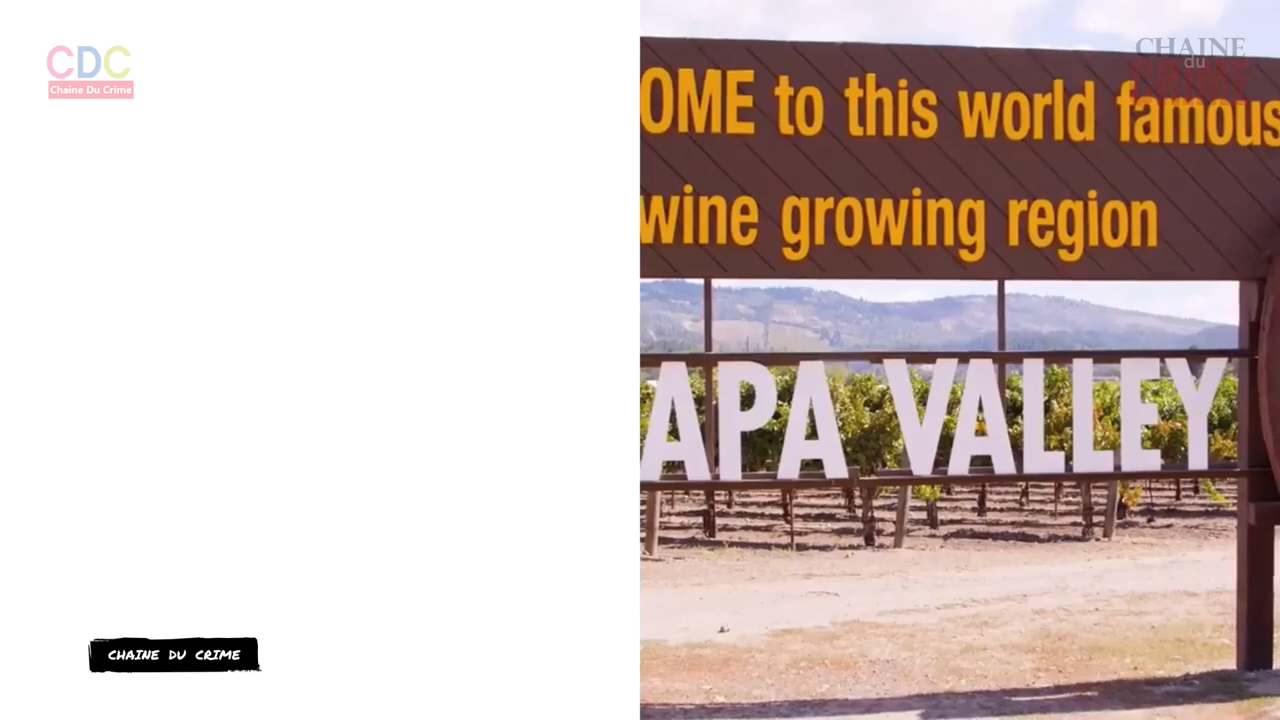 CDC
Chaine Du Crime
CHAINE DU CRIME
CHAINE
du
CRIME
OME to this world famous
wine growing region
APA VALLEY